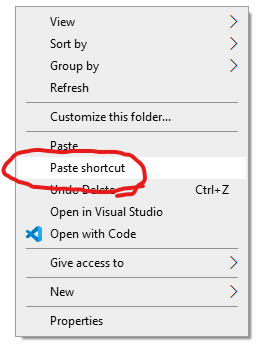 View
Sort by
Group by
Refresh
Customize this folder...
Paste
Paste shortcut
Undo Delete Ctrl+Z
Open in Visual Studio
Open with Code
Give access to
New
Properties